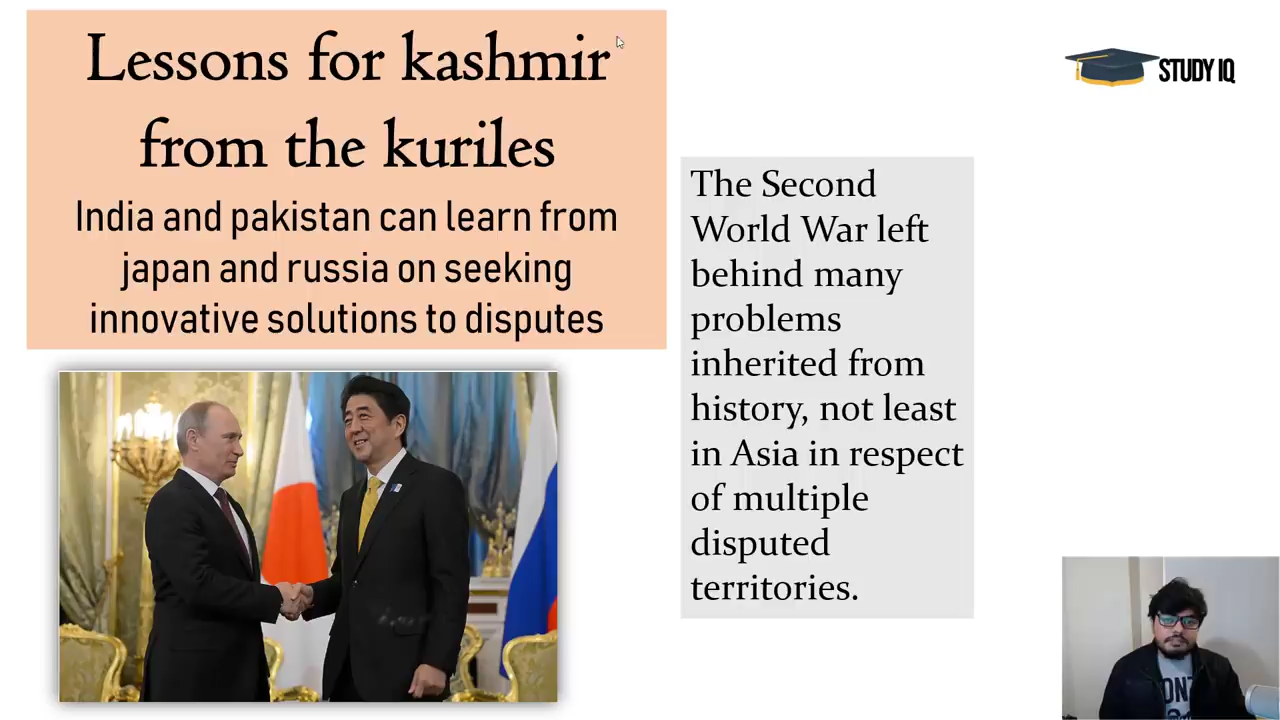 Lessons for kashmir
from the kuriles
India and pakistan can learn from
japan and russia on seeking
innovative solutions to disputes
STUDY IQ
The Second
World War left
behind many
problems
inherited from
history, not least
in Asia in respect
of multiple
disputed
territories.